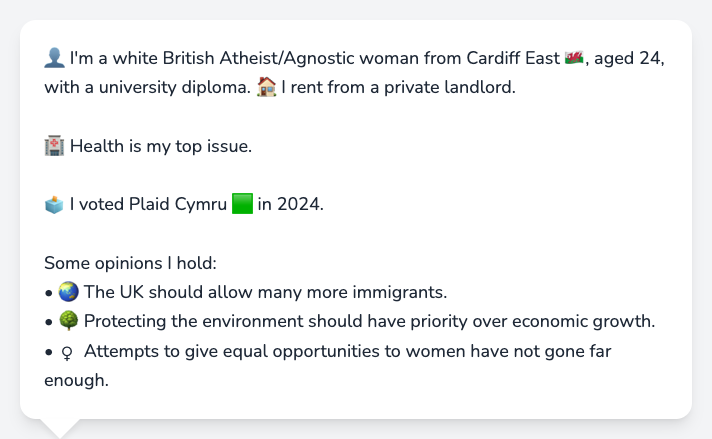 👤 I'm a white British Atheist/Agnostic woman from Cardiff East 🏴󠁧󠁢󠁷󠁬󠁳󠁿, aged 24,
with a university diploma. 🏠 I rent from a private landlord.
🏥 Health is my top issue.
🗳️ I voted Plaid Cymru 🟩 in 2024.
Some opinions I hold:
• 🌏 The UK should allow many more immigrants.
• 🌳 Protecting the environment should have priority over economic growth.
• ♀ Attempts to give equal opportunities to women have not gone far
enough.